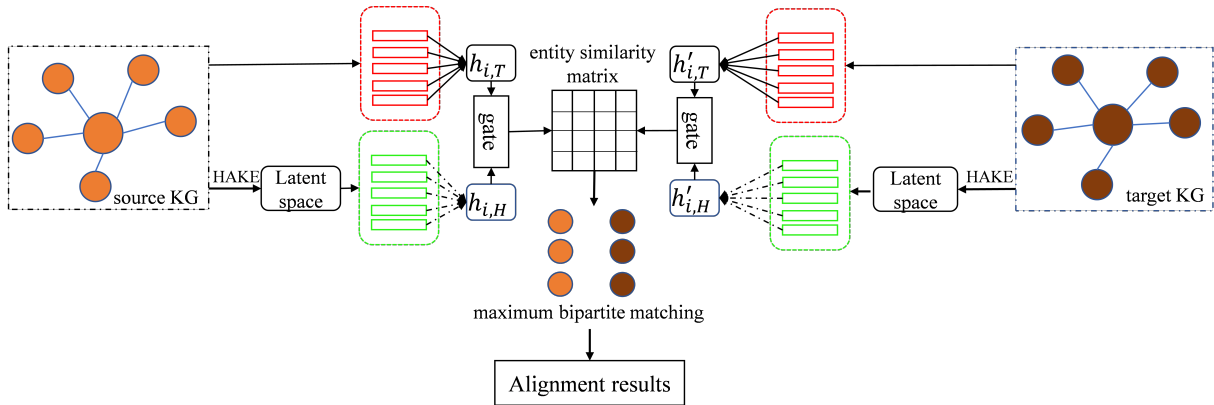 source KG
HAKE
Latent
space
h_{i,T}
gate
h_{i,H}
entity similarity
matrix
h'_{i,T}
gate
h'_{i,H}
Latent
space
HAKE
target KG
maximum bipartite matching
Alignment results